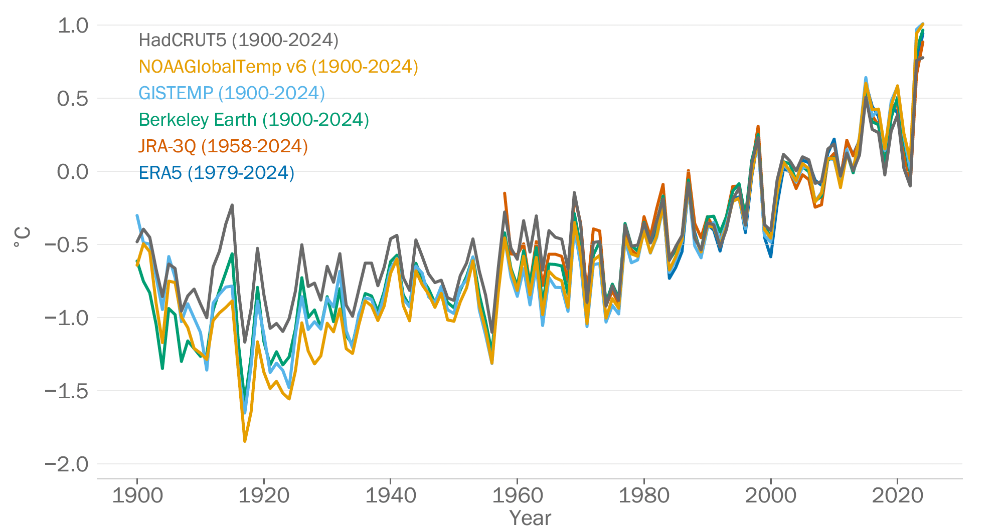 1.0
0.5
0.0
−0.5
−1.0
−1.5
−2.0
°C
HadCRUT5 (1900-2024)
NOAAGlobalTemp v6 (1900-2024)
GISTEMP (1900-2024)
Berkeley Earth (1900-2024)
JRA-3Q (1958-2024)
ERA5 (1979-2024)
1900 1920 1940 1960 1980 2000 2020
Year